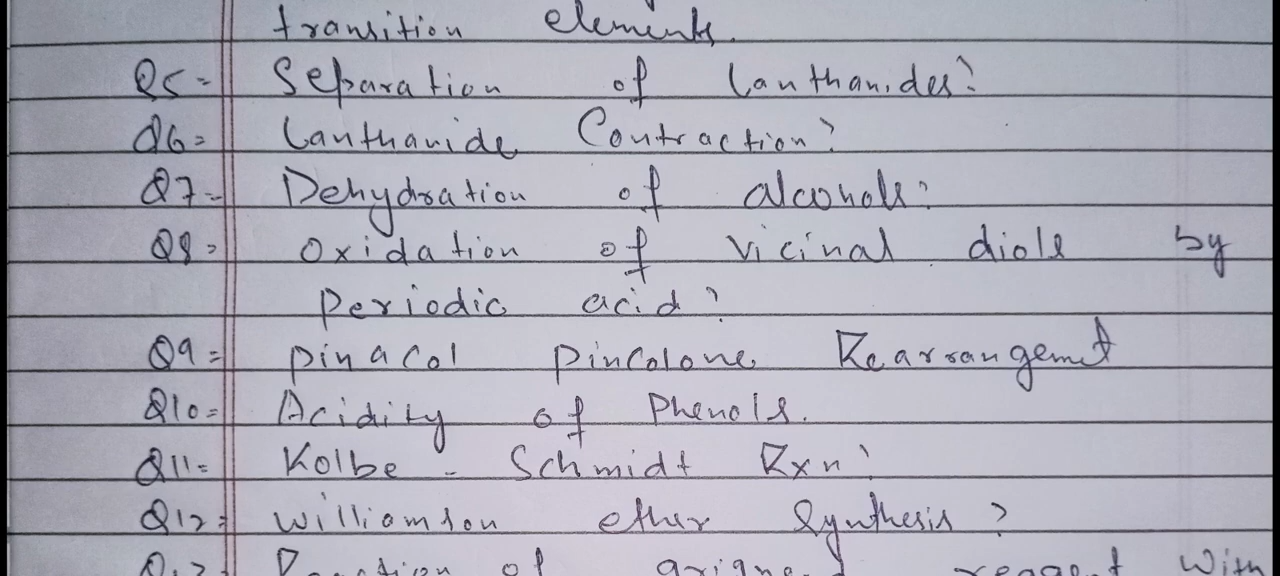 transition elements.
Q5= Separation of Lanthanides?
Q6= Lanthanide Contraction?
Q7= Dehydration of alcohols?
Q8= Oxidation of vicinal diols by
Periodic acid?
Q9= Pinacol Pincolone Rearrangemt
Q10= Acidity of Phenols.
Q11= Kolbe - Schmidt Rxn?
Q12= Williamson ether Synthesis?
of reagent with